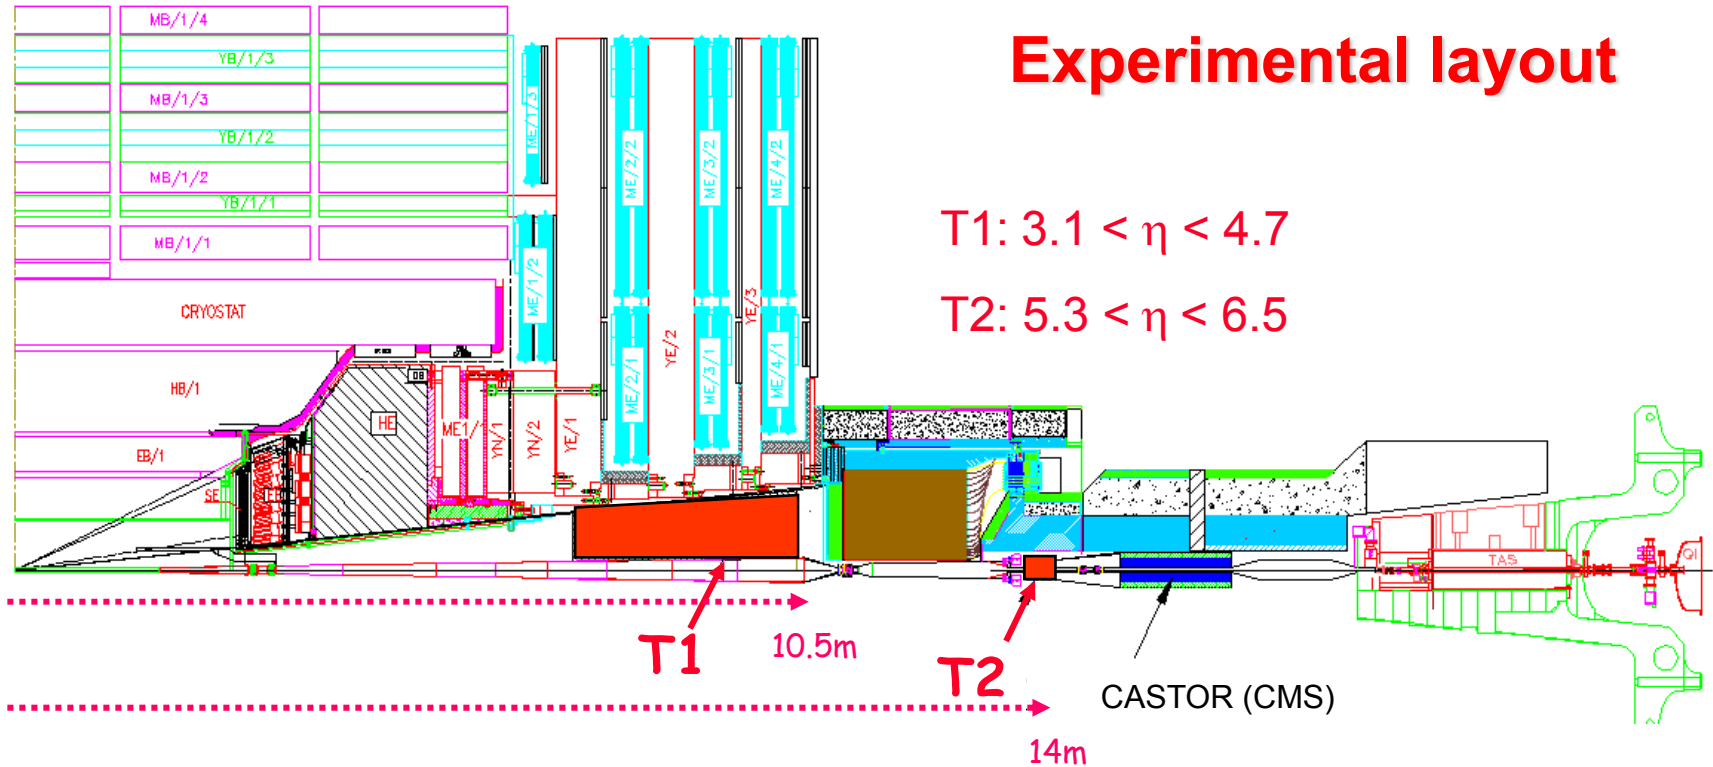 Experimental layout
T1: 3.1 < η < 4.7
T2: 5.3 < η < 6.5
MB/1/4
YB/1/3
MB/1/3
YB/1/2
MB/1/2
YB/1/1
MB/1/1
CRYOSTAT
HB/1
EB/1
SE
HE
ME1/1
YN/1
YN/2
YE/1
ME/1/3
ME/1/2
ME/2/2
ME/2/1
YE/2
ME/3/2
ME/3/1
YE/3
ME/4/2
ME/4/1
TAS
T1
10.5m
T2
CASTOR (CMS)
14m